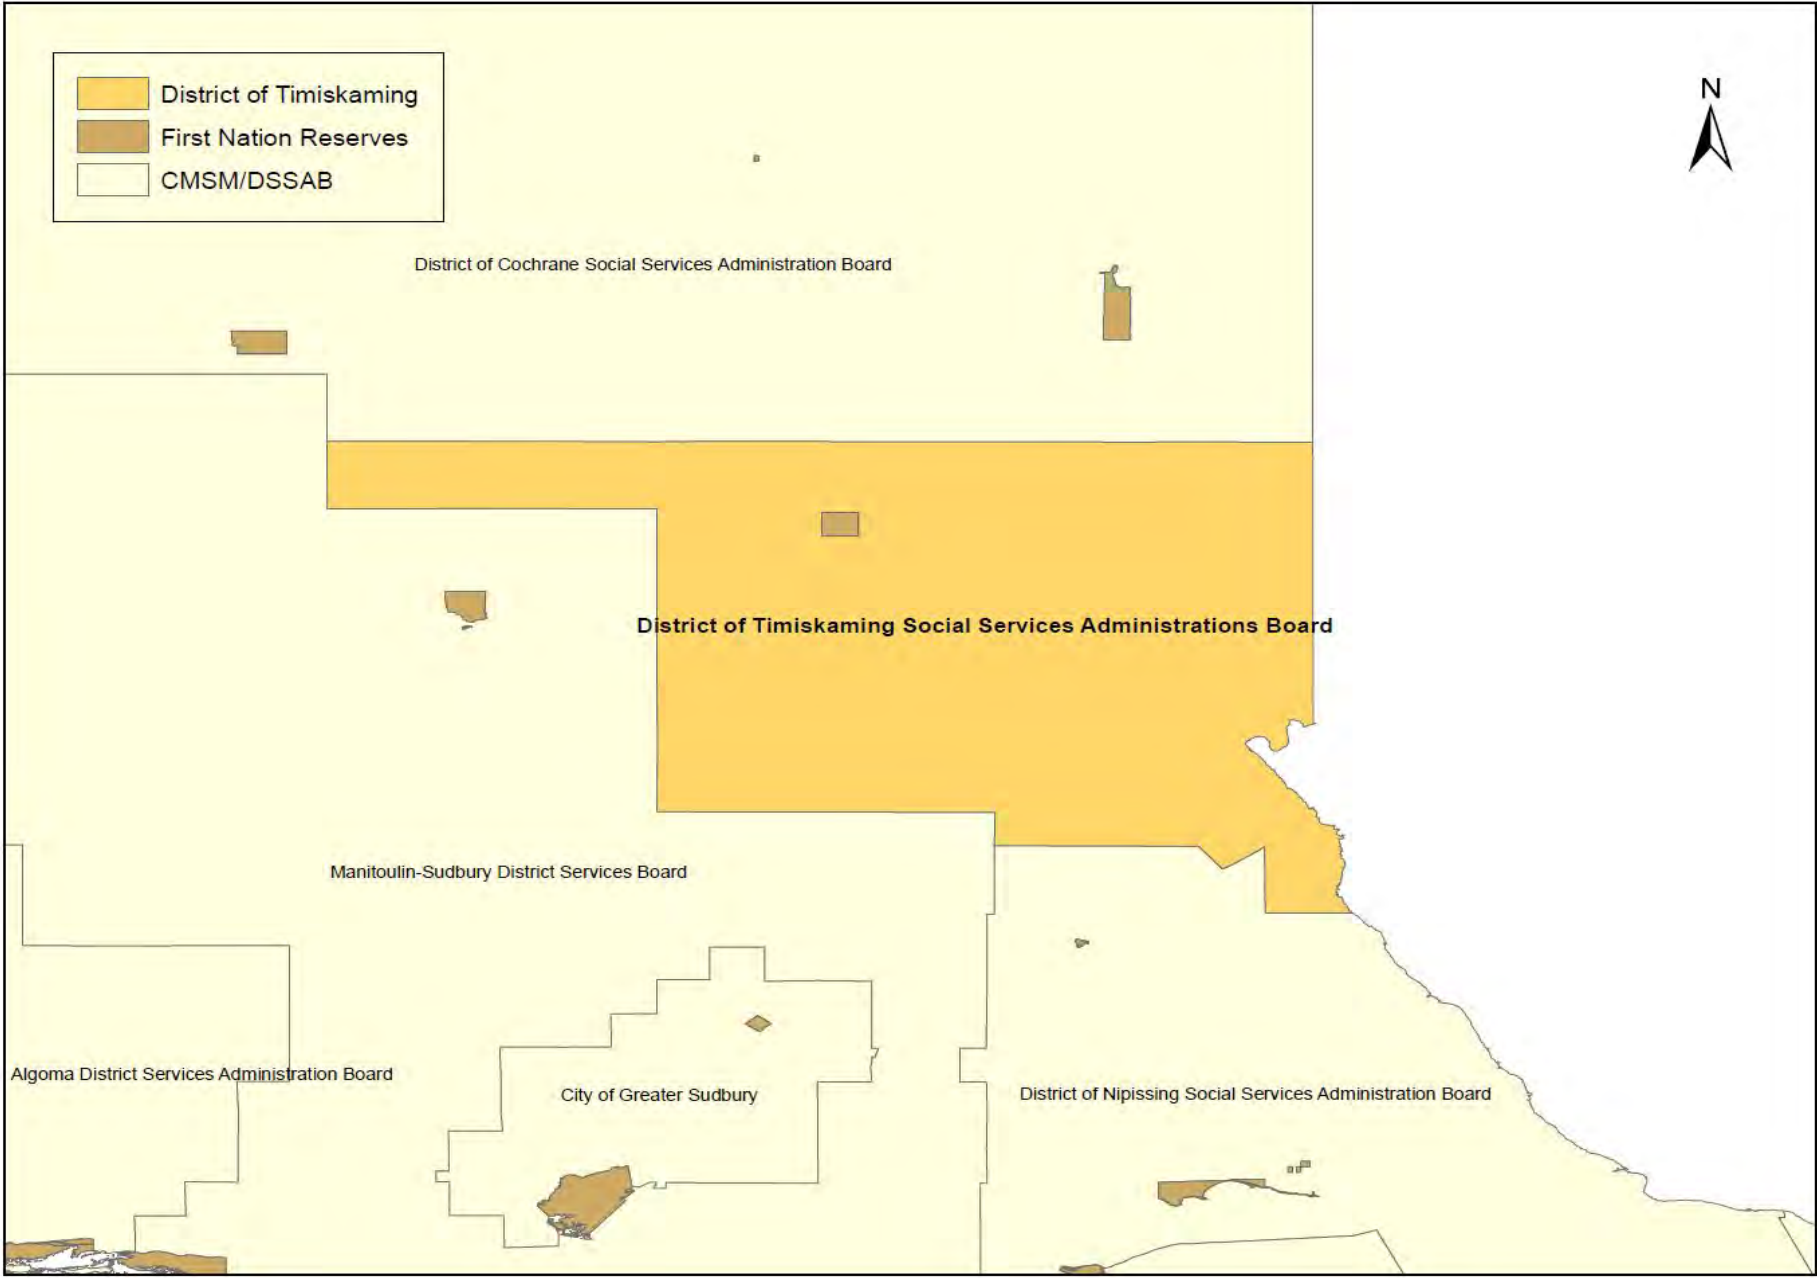 District of Timiskaming
First Nation Reserves
CMSM/DSSAB
N
District of Cochrane Social Services Administration Board
District of Timiskaming Social Services Administrations Board
Manitoulin-Sudbury District Services Board
Algoma District Services Administration Board
City of Greater Sudbury
District of Nipissing Social Services Administration Board